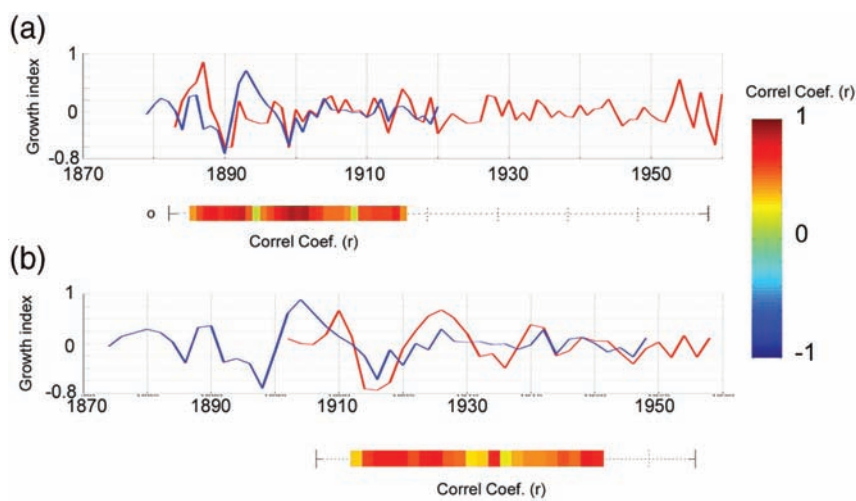 (a)
1
Growth index
0
-0.8
1870
1890
1910
1930
1950
o
Correl Coef. (r)
Correl Coef. (r)
1
0
-1
(b)
1
Growth index
0
-0.8
1870
1890
1910
1930
1950
Correl Coef. (r)